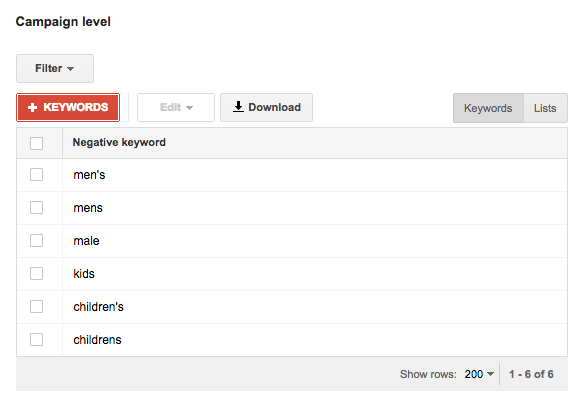 Campaign level
Filter
+ KEYWORDS Edit Download Keywords Lists
Negative keyword
men's
mens
male
kids
children's
childrens
Show rows: 200 1 - 6 of 6